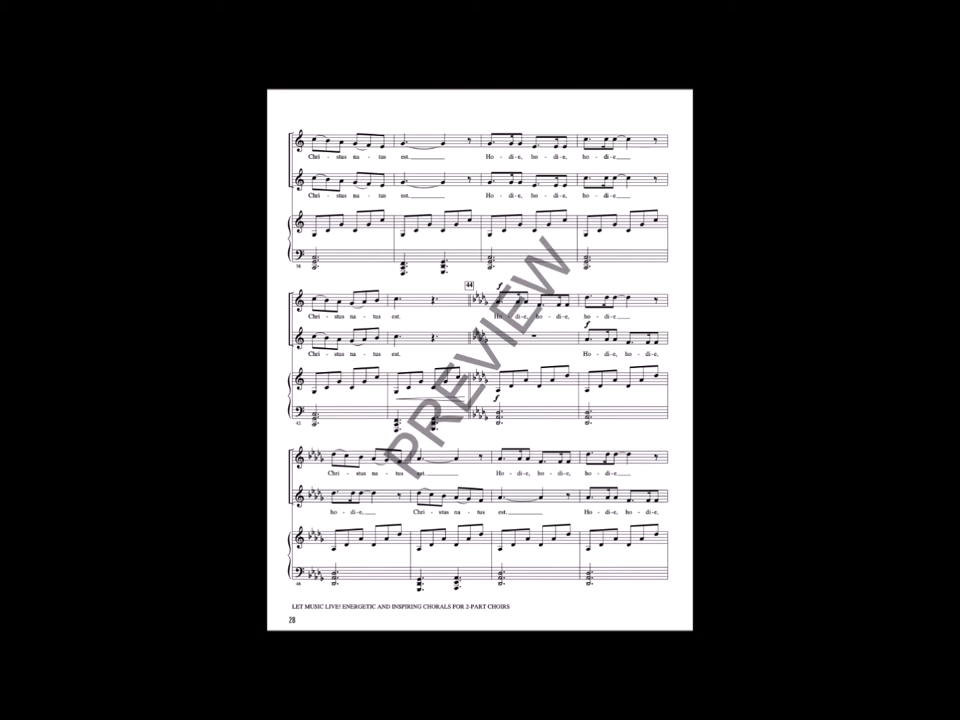 Chri - stus na - tus est. Ho - di-e, ho - di-e, ho - di-e
Chri - stus na - tus est. Ho - di-e, ho - di-e, ho - di-e
44
f
Chri - stus na - tus est. Ho - di-e, ho - di-e, ho - di-e,
f
Chri - stus na - tus est. Ho - di-e, ho - di-e,
f
42
PREVIEW
Chri - stus na - tus est. Ho - di-e, ho - di-e, ho - di-e
ho - di-e, Chri - stus na - tus est. Ho - di-e, ho - di-e,
LET MUSIC LIVE! ENERGETIC AND INSPIRING CHORALS FOR 2-PART CHOIRS
28